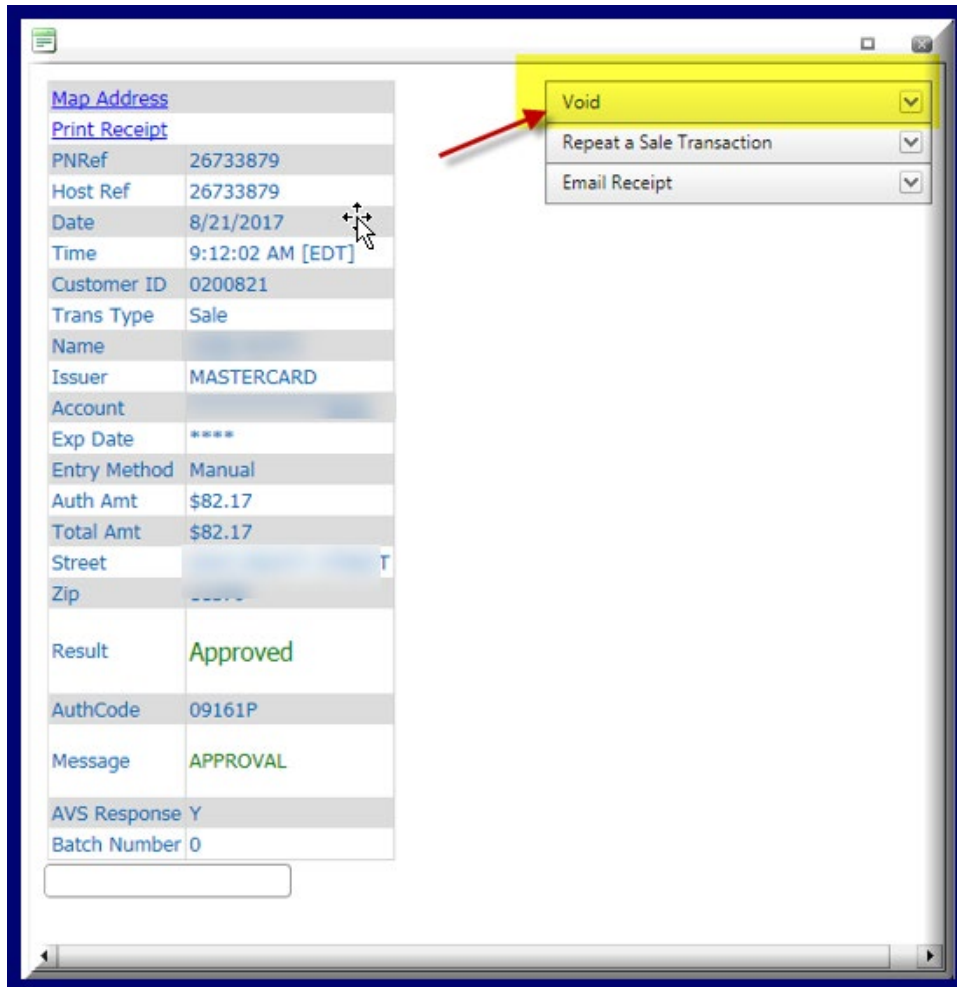 Map Address
Print Receipt
PNRef 26733879
Host Ref 26733879
Date 8/21/2017
Time 9:12:02 AM [EDT]
Customer ID 0200821
Trans Type Sale
Name
Issuer MASTERCARD
Account
Exp Date ****
Entry Method Manual
Auth Amt $82.17
Total Amt $82.17
Street T
Zip
Result Approved
AuthCode 09161P
Message APPROVAL
AVS Response Y
Batch Number 0
Void
Repeat a Sale Transaction
Email Receipt